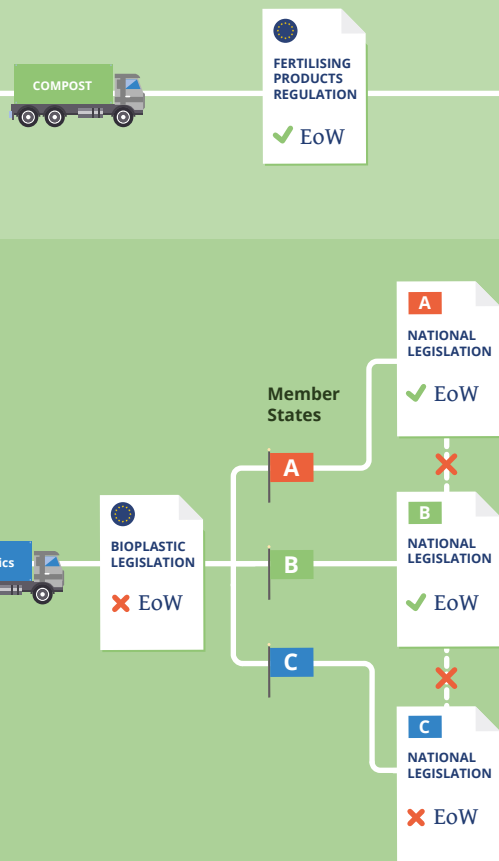 COMPOST
FERTILISING
PRODUCTS
REGULATION
EoW
A
NATIONAL
LEGISLATION
EoW
Member
States
A
B
NATIONAL
LEGISLATION
EoW
ics
BIOPLASTIC
LEGISLATION
EoW
B
C
C
NATIONAL
LEGISLATION
EoW